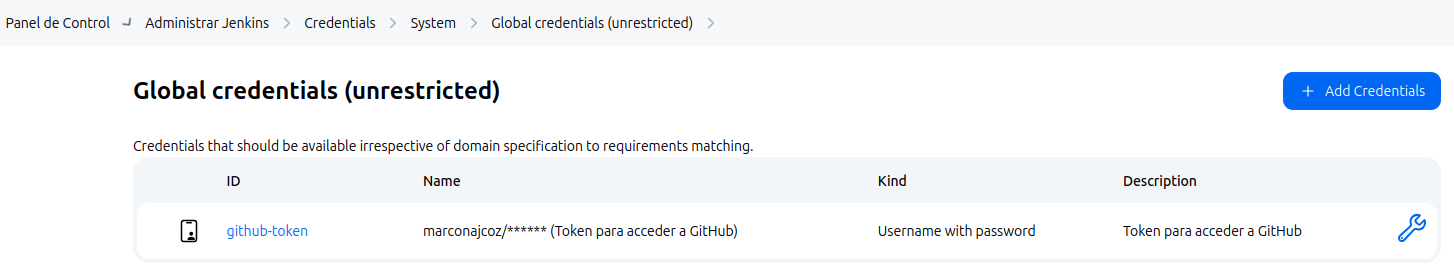 Panel de Control Administrar Jenkins Credentials System Global credentials (unrestricted)
Global credentials (unrestricted)
+ Add Credentials
Credentials that should be available irrespective of domain specification to requirements matching.
ID Name Kind Description
github-token marconajcoz/****** (Token para acceder a GitHub) Username with password Token para acceder a GitHub